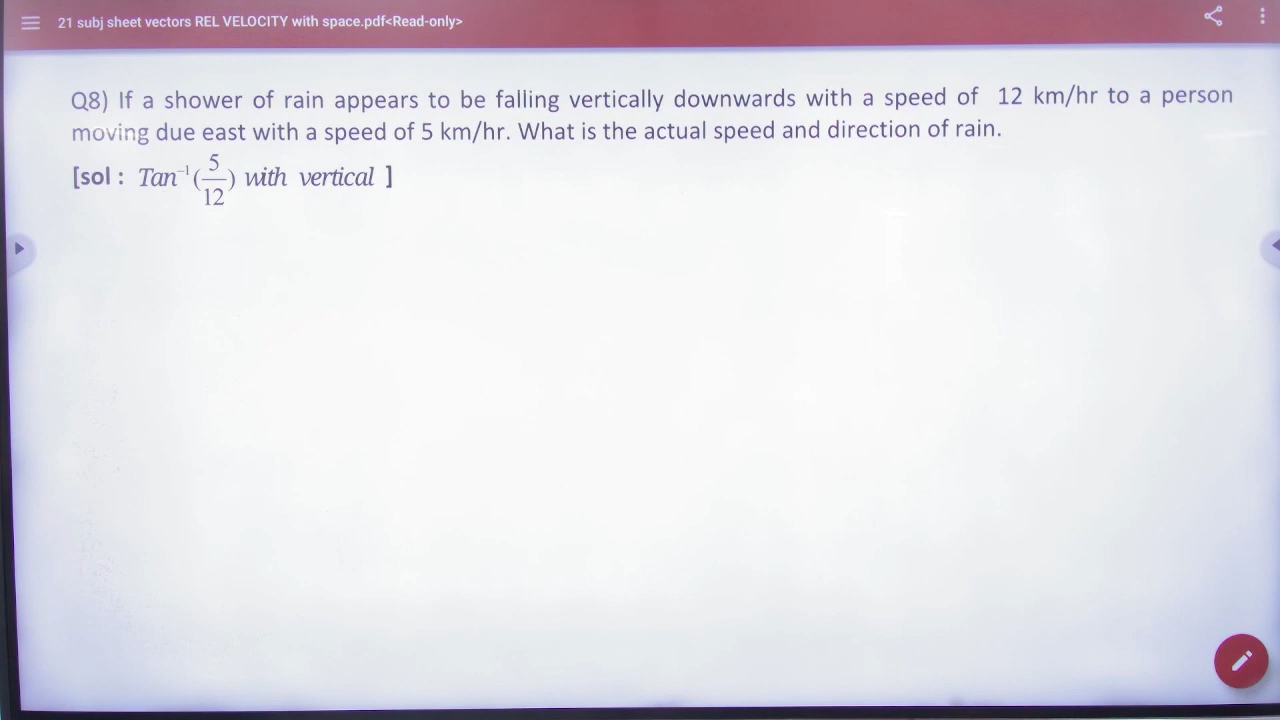 21 subj sheet vectors REL VELOCITY with space.pdf<Read-only>
Q8) If a shower of rain appears to be falling vertically downwards with a speed of 12 km/hr to a person
moving due east with a speed of 5 km/hr. What is the actual speed and direction of rain.
[sol : Tan⁻¹(5/12) with vertical ]